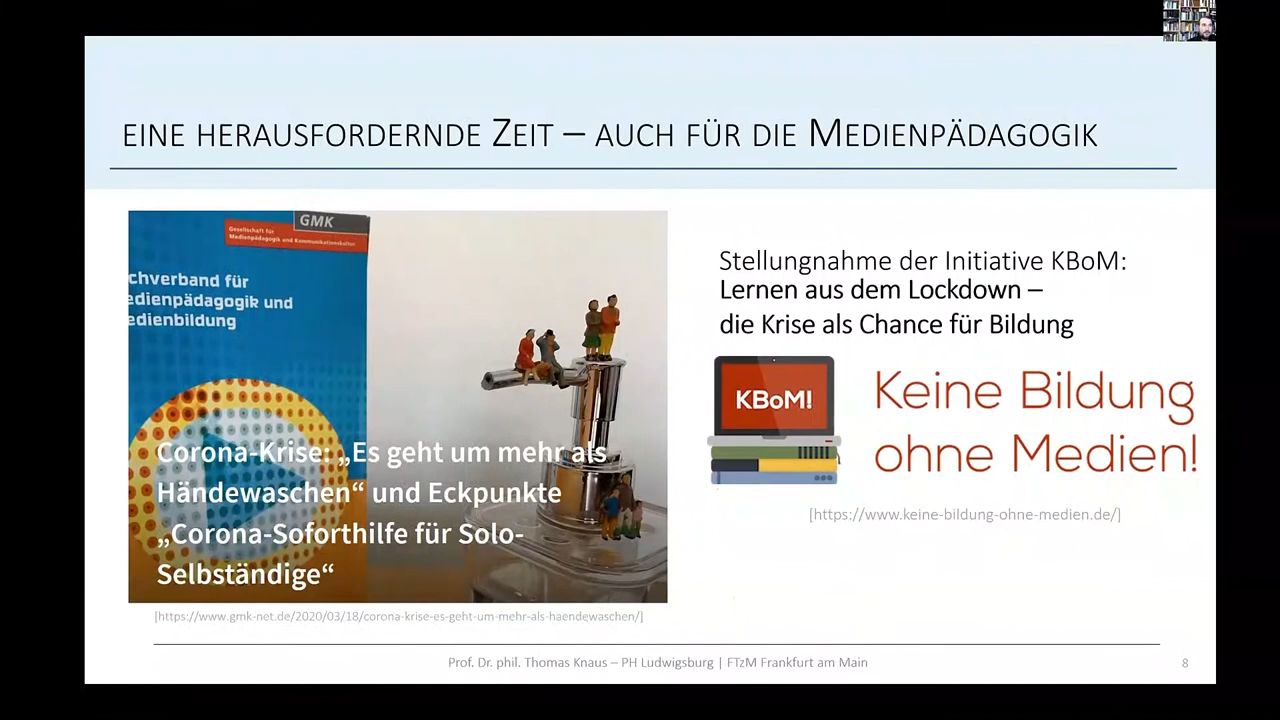 EINE HERAUSFORDERNDE ZEIT – AUCH FÜR DIE MEDIENPÄDAGOGIK
GMK
Gesellschaft für
Medienpädagogik und Kommunikationskultur
chverband für
edienpädagogik und
edienbildung
Corona-Krise: „Es geht um mehr als
Händewaschen“ und Eckpunkte
„Corona-Soforthilfe für Solo-
Selbständige“
[https://www.gmk-net.de/2020/03/18/corona-krise-es-geht-um-mehr-als-haendewaschen/]
Stellungnahme der Initiative KBoM:
Lernen aus dem Lockdown –
die Krise als Chance für Bildung
KBoM!
Keine Bildung
ohne Medien!
[https://www.keine-bildung-ohne-medien.de/]
Prof. Dr. phil. Thomas Knaus – PH Ludwigsburg | FTzM Frankfurt am Main
8